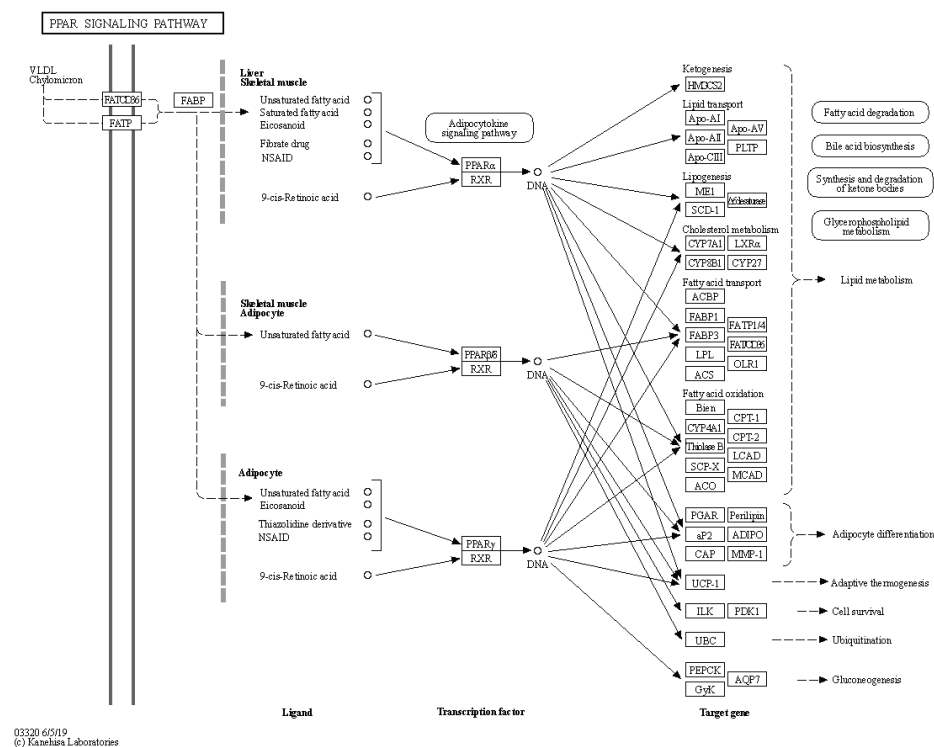 PPAR SIGNALING PATHWAY
VLDL
Chylomicron
FATCD36
FATP
FABP
Liver
Skeletal muscle
Unsaturated fatty acid
Saturated fatty acid
Eicosanoid
Fibrate drug
NSAID
9-cis-Retinoic acid
Adipocytokine
signaling pathway
PPARα
RXR
DNA
Skeletal muscle
Adipocyte
Unsaturated fatty acid
9-cis-Retinoic acid
PPARβ/δ
RXR
DNA
Adipocyte
Unsaturated fatty acid
Eicosanoid
Thiazolidine derivative
NSAID
9-cis-Retinoic acid
PPARγ
RXR
DNA
Ketogenesis
HMGCS2
Lipid transport
Apo-AI
Apo-AII
Apo-CIII
Apo-AV
PLTP
Lipogenesis
ME1
SCD-1
Δ6desaturase
Cholesterol metabolism
CYP7A1
LXRα
CYP8B1
CYP27
Fatty acid transport
ACBP
FABP1
FABP3
LPL
ACS
FATP1/4
FATCD36
OLR1
Fatty acid oxidation
Bien
CYP4A1
Thiolase B
SCP-X
ACO
CPT-1
CPT-2
LCAD
MCAD
PGAR
Perilipin
aP2
ADIPO
CAP
MMP-1
UCP-1
ILK
PDK1
UBC
PEPCK
GyK
AQP7
Fatty acid degradation
Bile acid biosynthesis
Synthesis and degradation
of ketone bodies
Glycerophospholipid
metabolism
Lipid metabolism
Adipocyte differentiation
Adaptive thermogenesis
Cell survival
Ubiquitination
Gluconeogenesis
Ligand
Transcription factor
Target gene
03320 6/5/19
(c) Kanehisa Laboratories